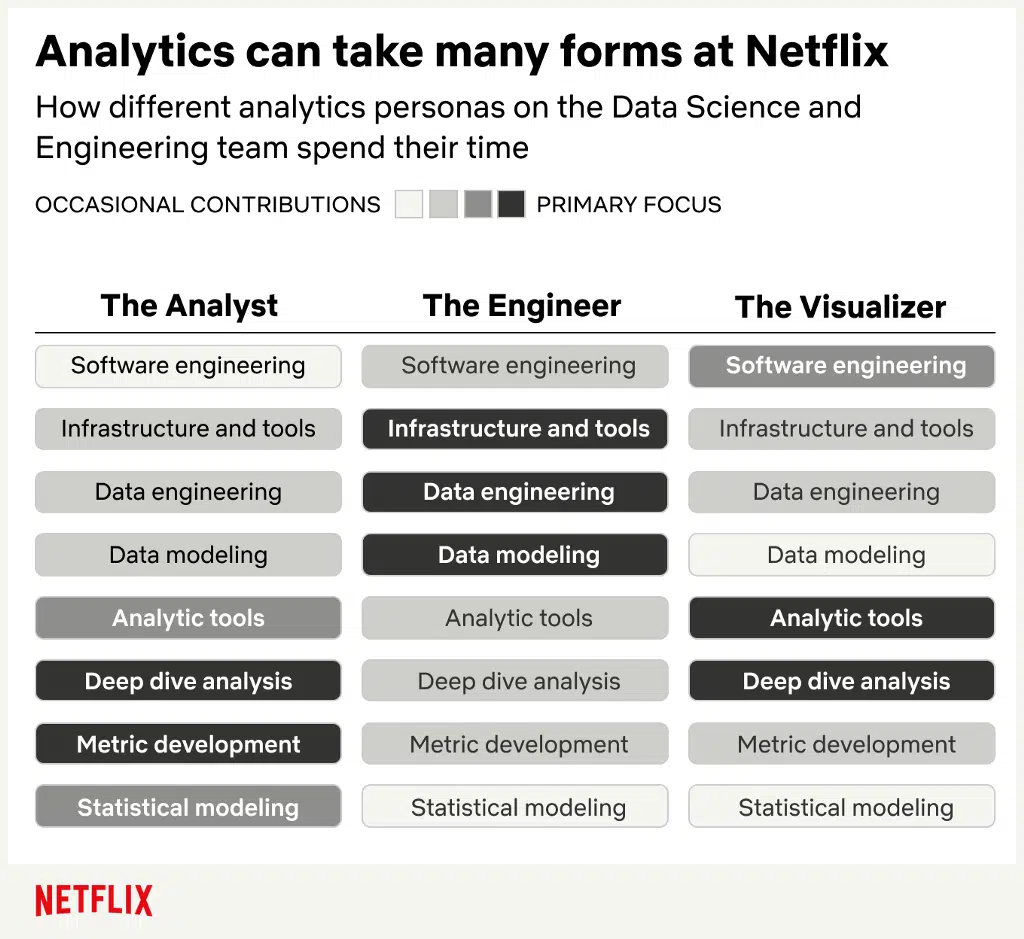 Analytics can take many forms at Netflix
How different analytics personas on the Data Science and
Engineering team spend their time
OCCASIONAL CONTRIBUTIONS PRIMARY FOCUS
The Analyst The Engineer The Visualizer
Software engineering Software engineering Software engineering
Infrastructure and tools Infrastructure and tools Infrastructure and tools
Data engineering Data engineering Data engineering
Data modeling Data modeling Data modeling
Analytic tools Analytic tools Analytic tools
Deep dive analysis Deep dive analysis Deep dive analysis
Metric development Metric development Metric development
Statistical modeling Statistical modeling Statistical modeling
NETFLIX